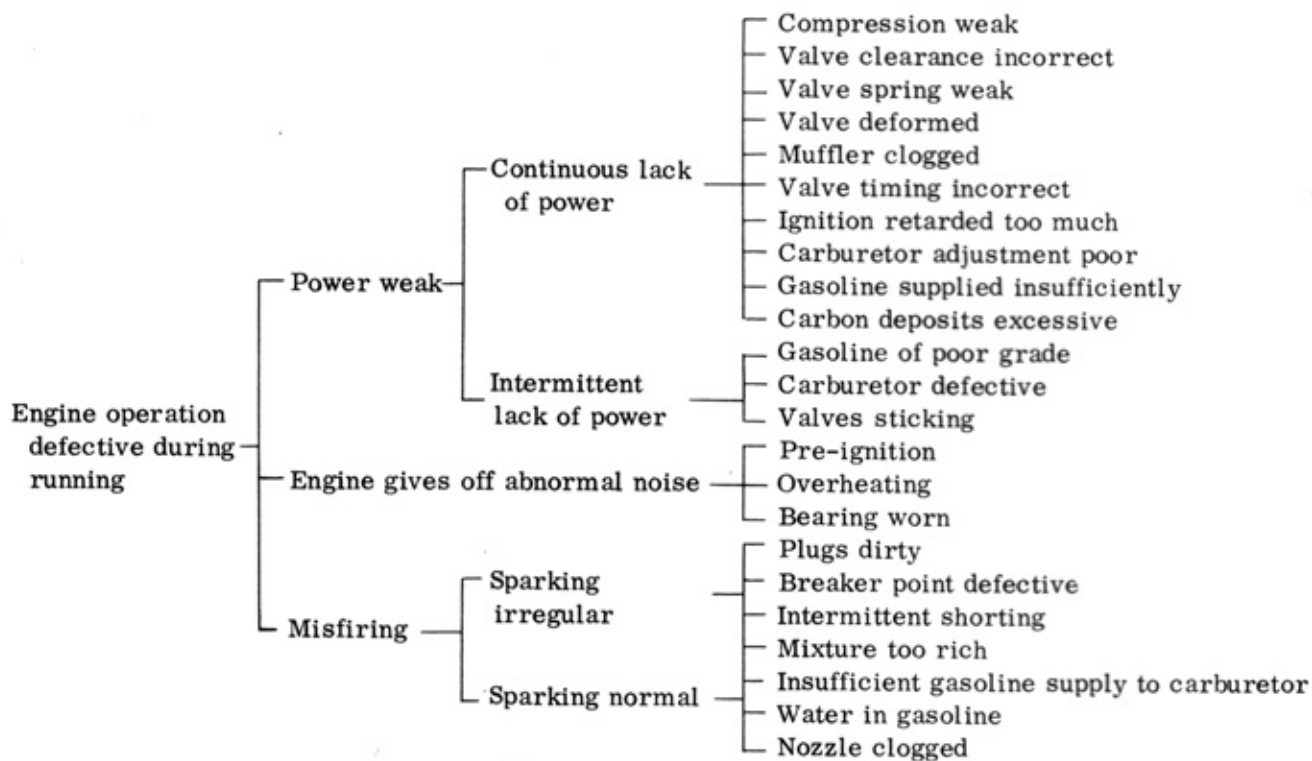 Engine operation
defective during
running
Power weak
Continuous lack
of power
Compression weak
Valve clearance incorrect
Valve spring weak
Valve deformed
Muffler clogged
Valve timing incorrect
Ignition retarded too much
Carburetor adjustment poor
Gasoline supplied insufficiently
Carbon deposits excessive
Intermittent
lack of power
Gasoline of poor grade
Carburetor defective
Valves sticking
Engine gives off abnormal noise
Pre-ignition
Overheating
Bearing worn
Misfiring
Sparking
irregular
Plugs dirty
Breaker point defective
Intermittent shorting
Mixture too rich
Sparking normal
Insufficient gasoline supply to carburetor
Water in gasoline
Nozzle clogged